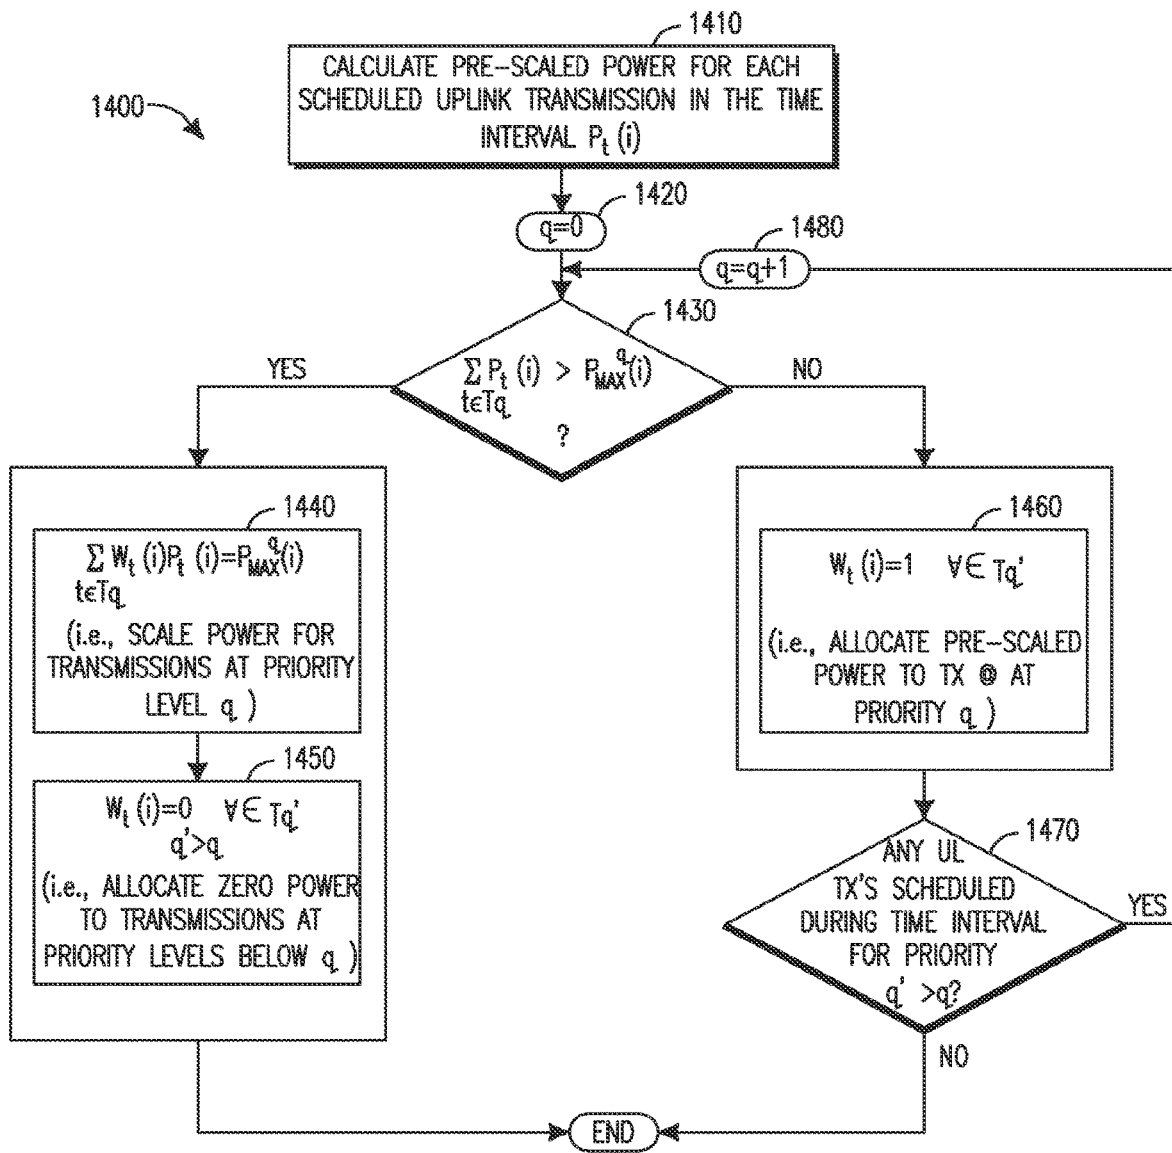 1410
CALCULATE PRE-SCALED POWER FOR EACH
SCHEDULED UPLINK TRANSMISSION IN THE TIME
INTERVAL Pt (i)
1400
1420
q=0
1480
q=q+1
1430
∑ Pt (i) > PMAX^q(i)
t∈Tq
?
YES
NO
1440
∑ Wt (i)Pt (i)=PMAX^q(i)
t∈Tq
(i.e., SCALE POWER FOR
TRANSMISSIONS AT PRIORITY
LEVEL q )
1450
Wt (i)=0 ∀∈ Tq'
q'>q
(i.e., ALLOCATE ZERO POWER
TO TRANSMISSIONS AT
PRIORITY LEVELS BELOW q )
1460
Wt (i)=1 ∀∈ Tq'
(i.e., ALLOCATE PRE-SCALED
POWER TO TX @ AT
PRIORITY q )
1470
ANY UL
TX'S SCHEDULED
DURING TIME INTERVAL
FOR PRIORITY
q' >q?
YES
NO
END